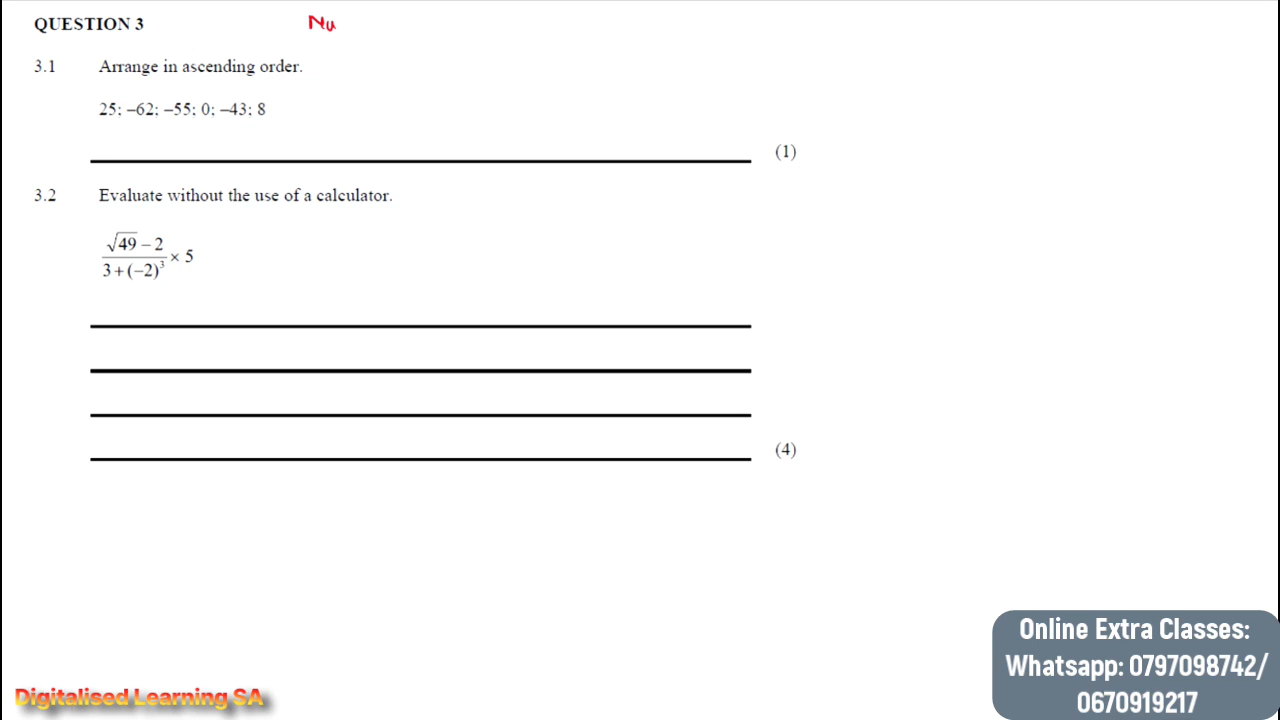 QUESTION 3 Nu
3.1 Arrange in ascending order.
25; –62; –55; 0; –43; 8
(1)
3.2 Evaluate without the use of a calculator.
√49 – 2
3 + (–2)³ × 5
(4)
Online Extra Classes:
Whatsapp: 0797098742/
0670919217
Digitalised Learning SA